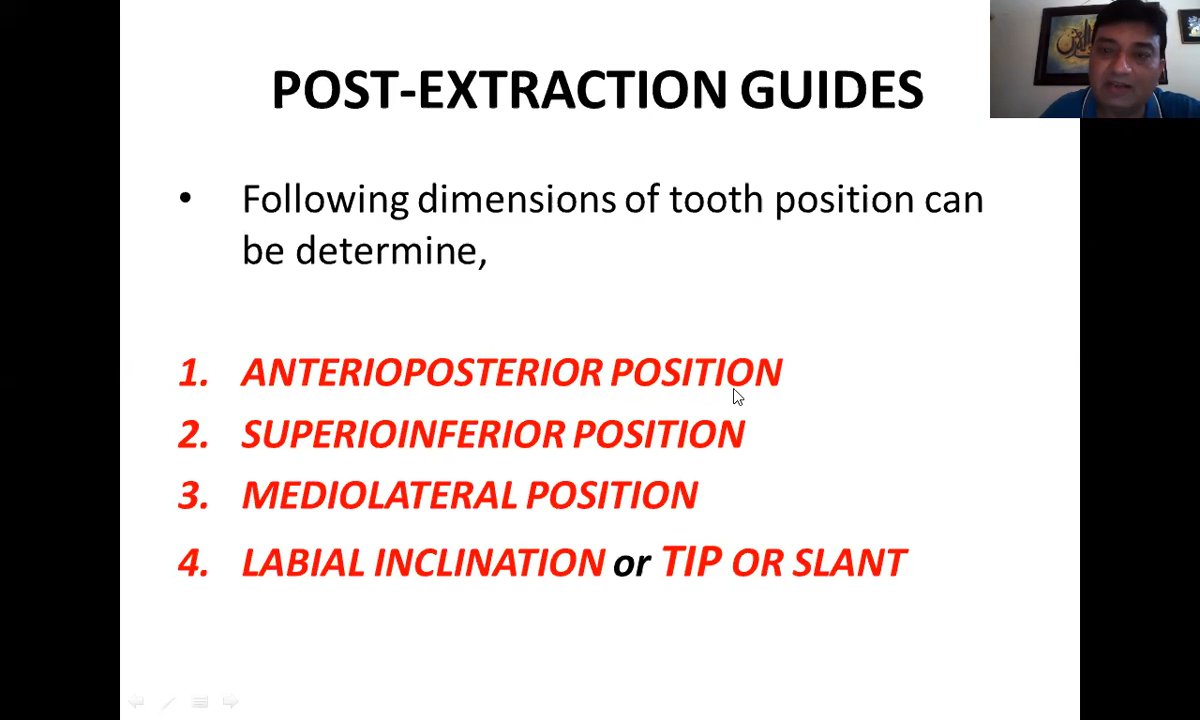 POST-EXTRACTION GUIDES
• Following dimensions of tooth position can
be determine,
1. ANTERIOPOSTERIOR POSITION
2. SUPERIOINFERIOR POSITION
3. MEDIOLATERAL POSITION
4. LABIAL INCLINATION or TIP OR SLANT